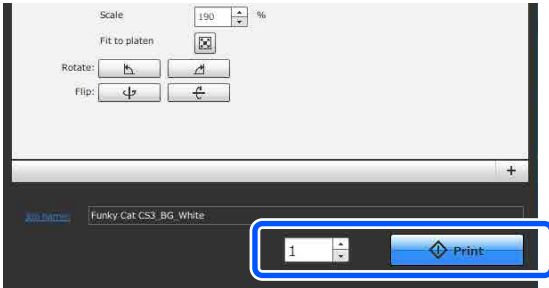 Scale 190 %
Fit to platen
Rotate:
Flip:
+
Job name: Funky Cat CS3_BG_White
1 Print